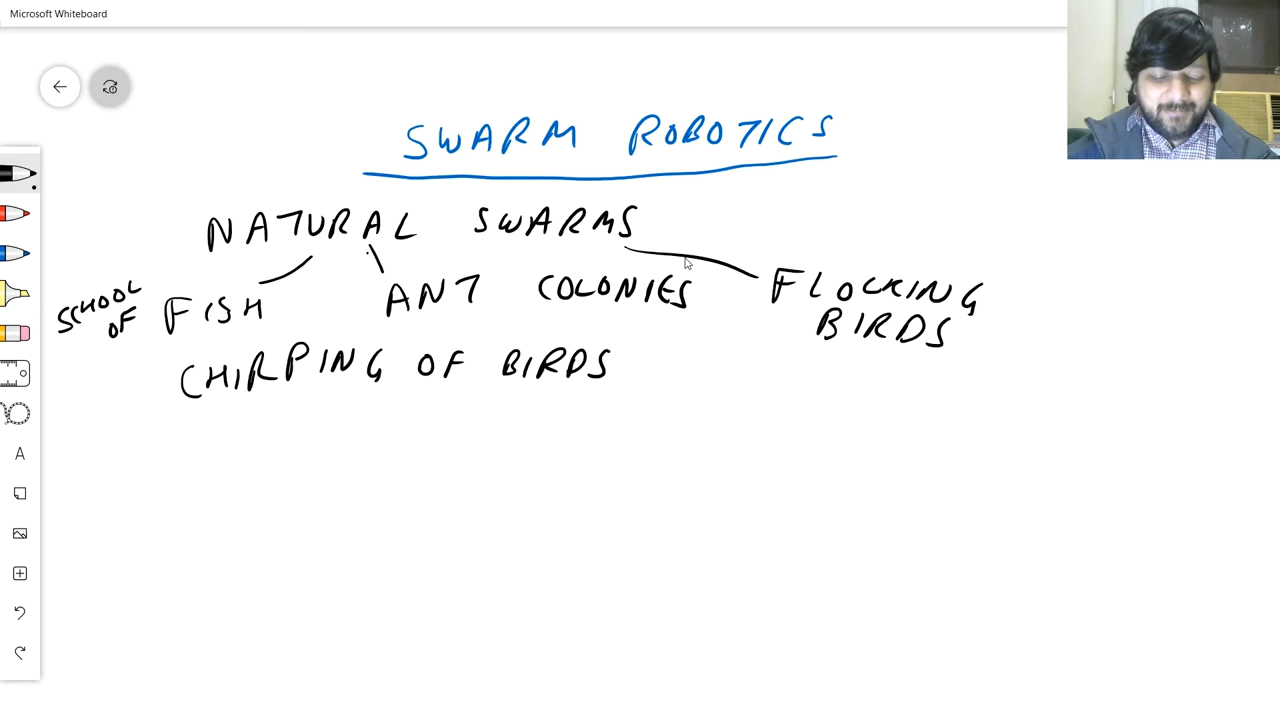 Microsoft Whiteboard
SWARM ROBOTICS
NATURAL SWARMS
SCHOOL OF FISH
ANT COLONIES
FLOCKING
BIRDS
CHIRPING OF BIRDS
A